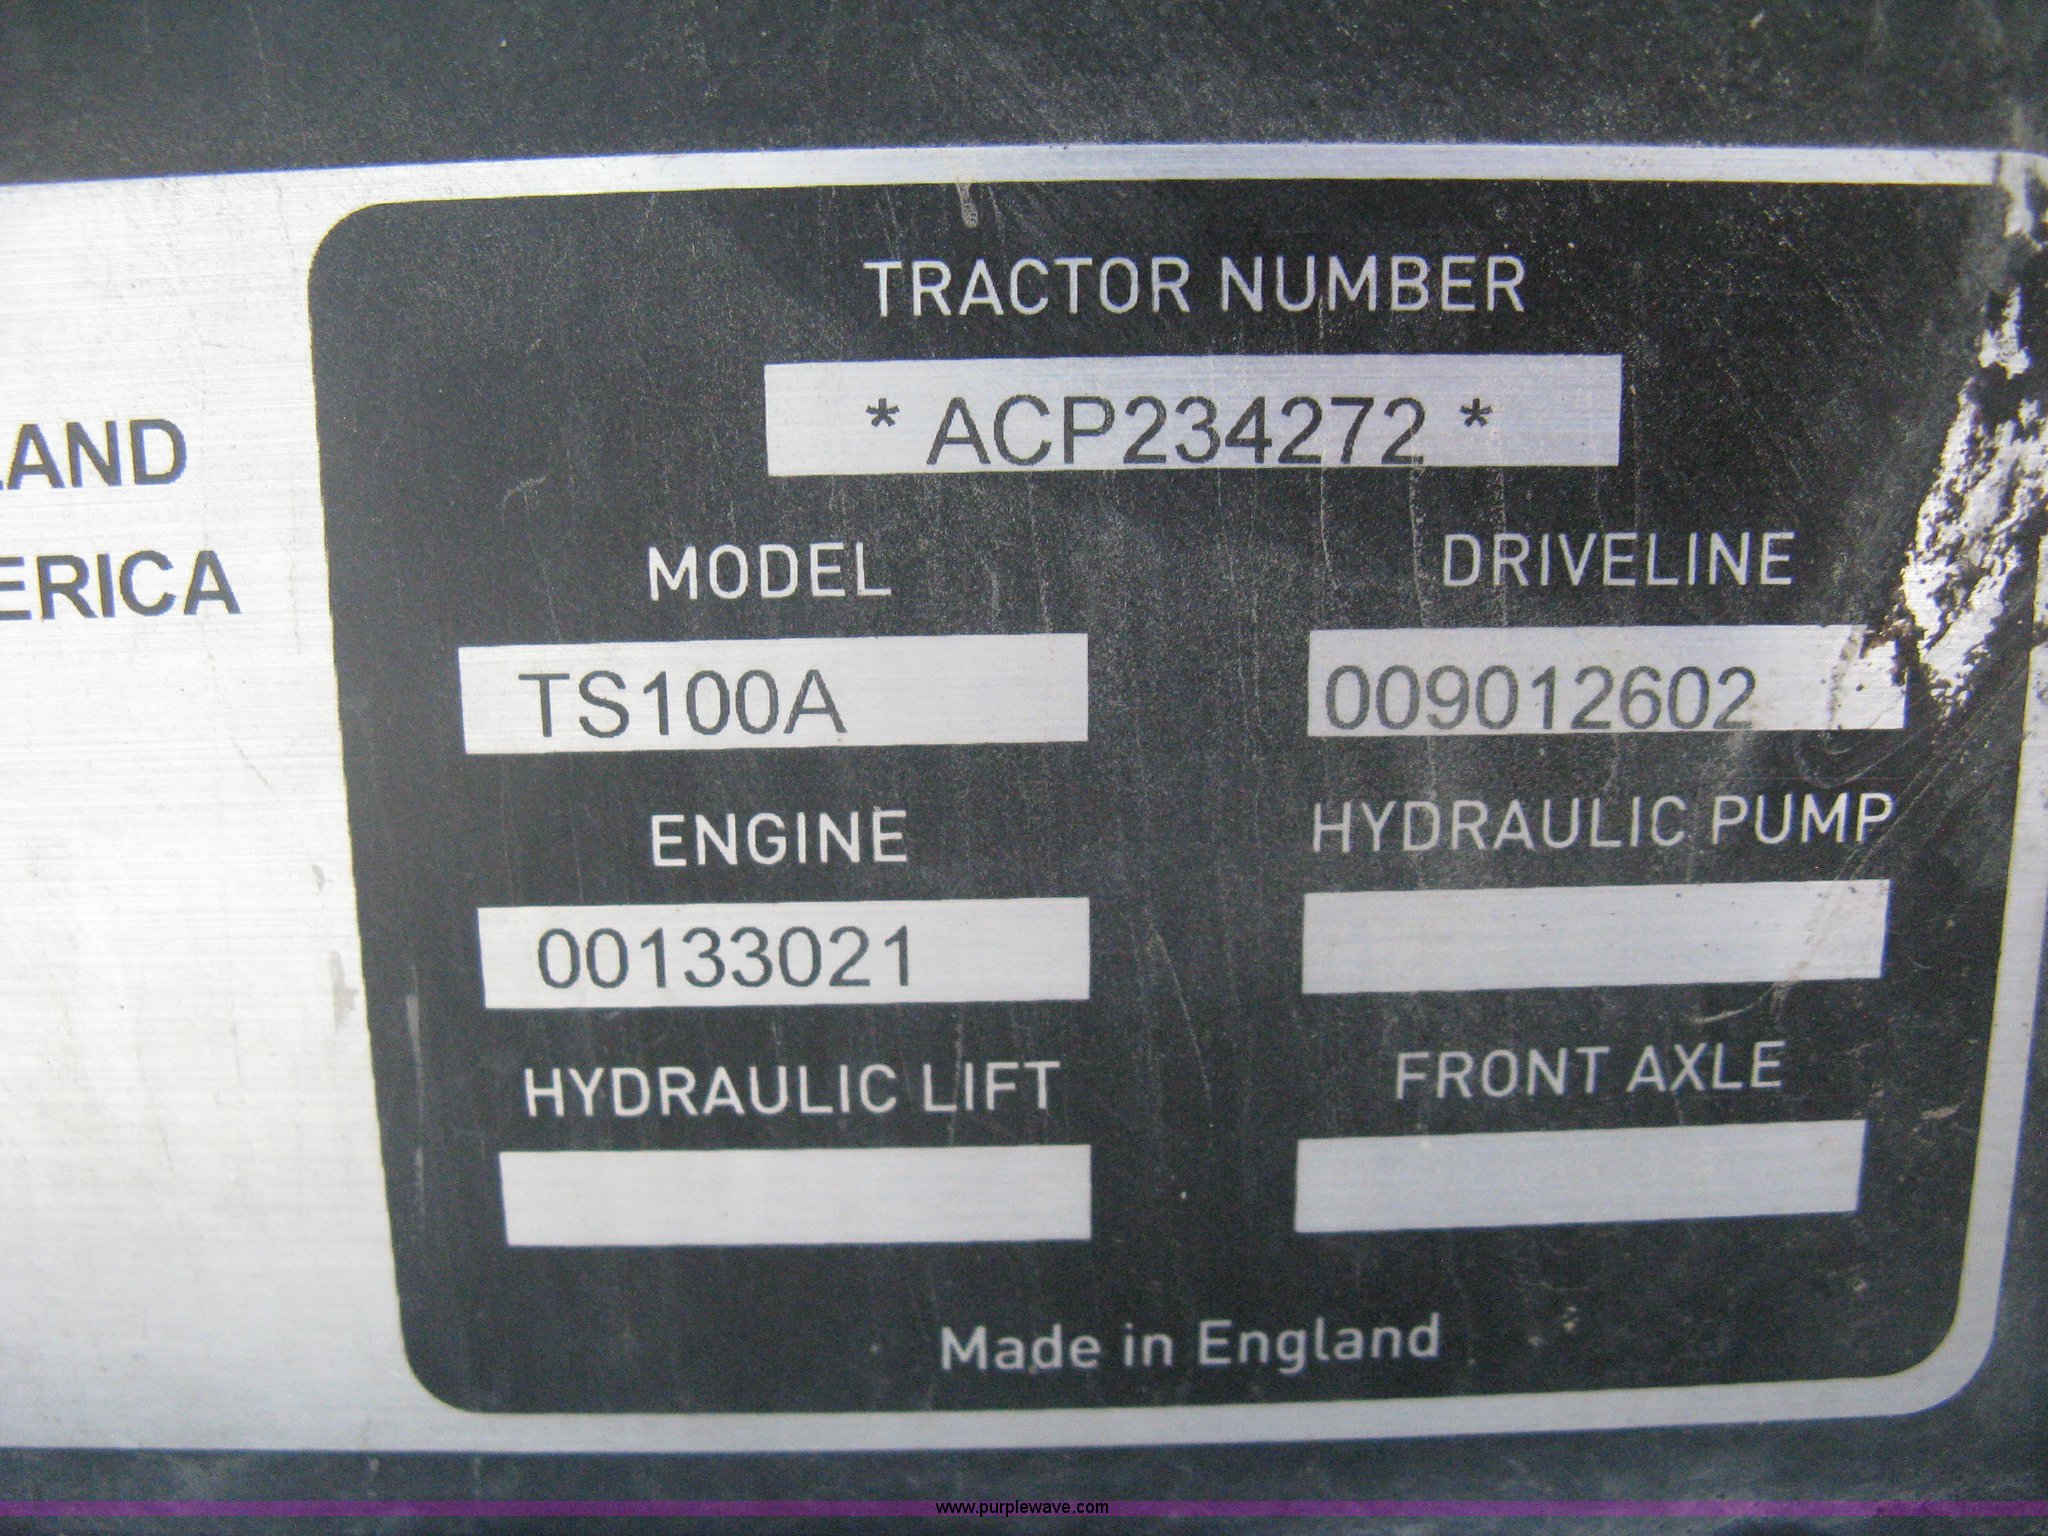 TRACTOR NUMBER
* ACP234272 *
LAND
ERICA
MODEL
DRIVELINE
TS100A
009012602
ENGINE
HYDRAULIC PUMP
00133021
HYDRAULIC LIFT
FRONT AXLE
Made in England
www.purplewave.com